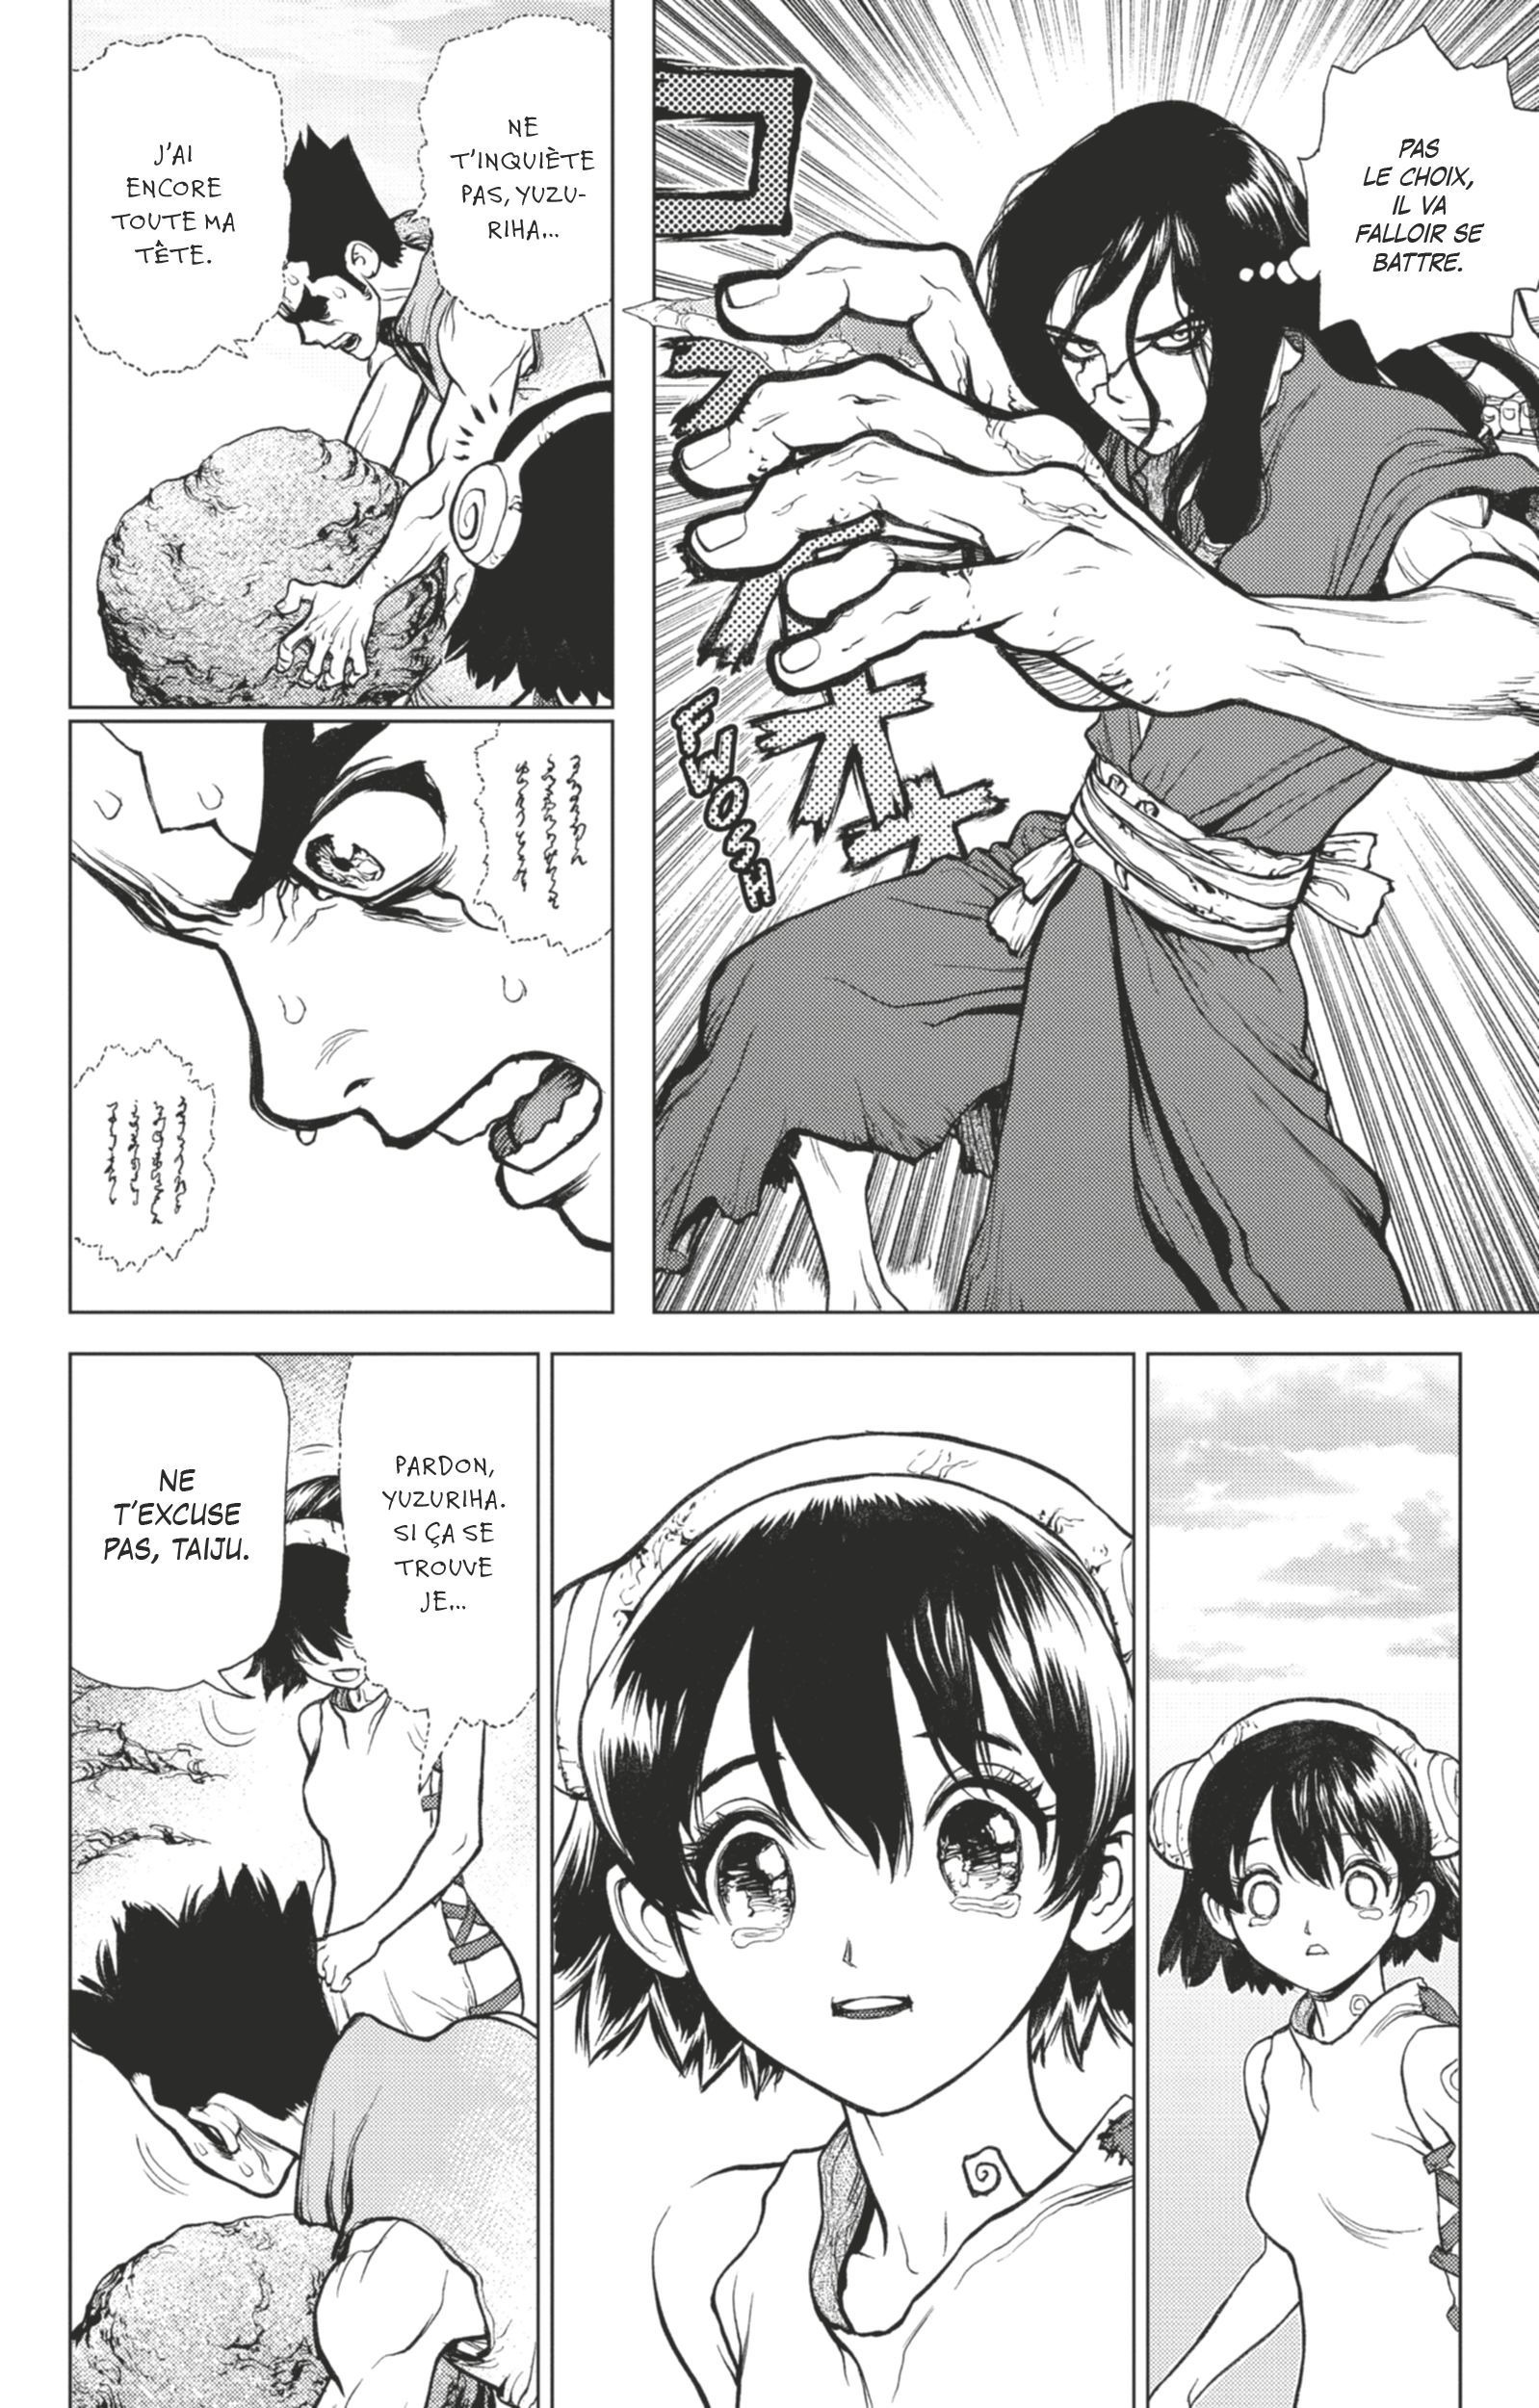 PAS
LE CHOIX,
IL VA
FALLOIR SE
BATTRE.
FWOSH
NE
T'INQUIÈTE
PAS, YUZU-
RIHA...
J'AI
ENCORE
TOUTE MA
TÊTE.
PARDON,
YUZURIHA.
SI ÇA SE
TROUVE
JE...
NE
T'EXCUSE
PAS, TAIJU.